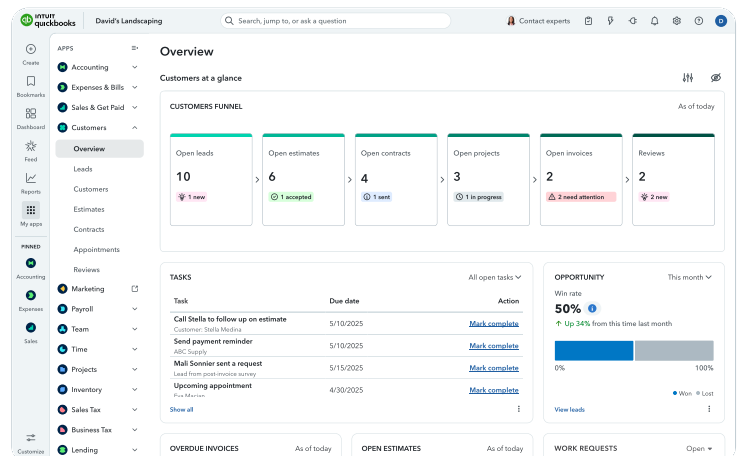 INTUIT
quickbooks
David's Landscaping
Search, jump to, or ask a question
Contact experts
D
Create
Bookmarks
Dashboard
Feed
Reports
My apps
PINNED
Accounting
Expenses
Sales
Customize
APPS
Accounting
Expenses & Bills
Sales & Get Paid
Customers
Overview
Leads
Customers
Estimates
Contracts
Appointments
Reviews
Marketing
Payroll
Team
Time
Projects
Inventory
Sales Tax
Business Tax
Lending
Overview
Customers at a glance
CUSTOMERS FUNNEL
As of today
Open leads
10
1 new
Open estimates
6
1 accepted
Open contracts
4
1 sent
Open projects
3
1 in progress
Open invoices
2
2 need attention
Reviews
2
2 new
TASKS
All open tasks
Task Due date Action
Call Stella to follow up on estimate 5/10/2025 Mark complete
Customer: Stella Medina
Send payment reminder 5/10/2025 Mark complete
ABC Supply
Mali Sonnier sent a request 5/15/2025 Mark complete
Lead from post-invoice survey
Upcoming appointment 4/30/2025 Mark complete
Show all
OPPORTUNITY
This month
Win rate
50%
Up 34% from this time last month
0% 100%
Won Lost
View leads
OVERDUE INVOICES As of today
OPEN ESTIMATES As of today
WORK REQUESTS Open